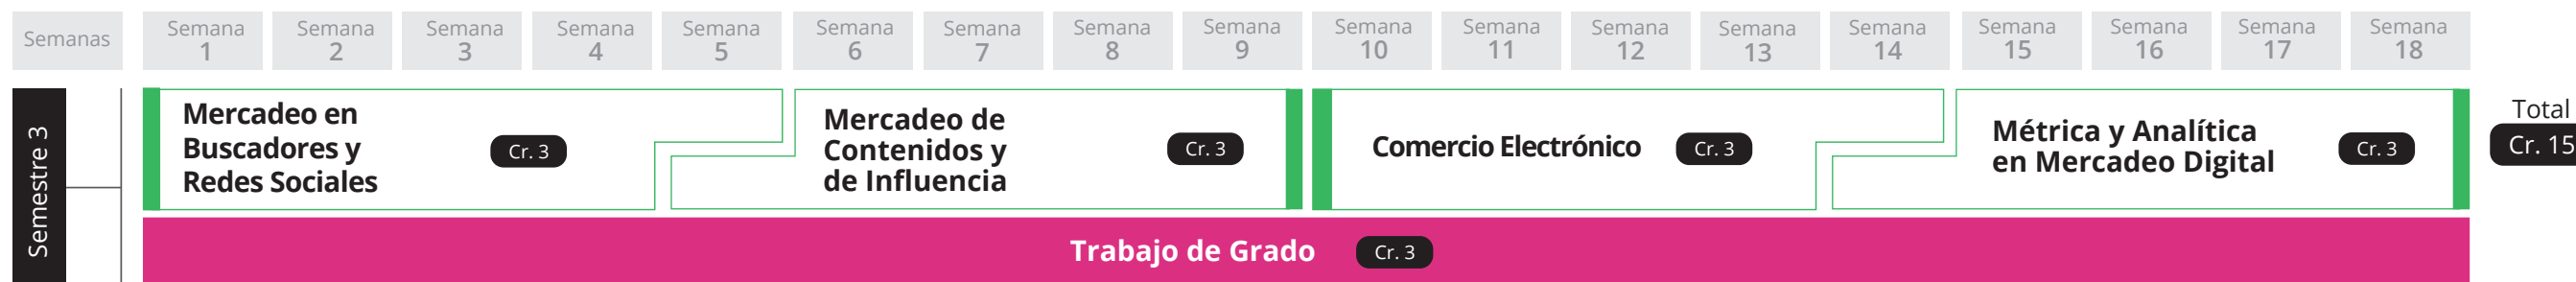 Semanas
Semana
1
Semana
2
Semana
3
Semana
4
Semana
5
Semana
6
Semana
7
Semana
8
Semana
9
Semana
10
Semana
11
Semana
12
Semana
13
Semana
14
Semana
15
Semana
16
Semana
17
Semana
18
Semestre 3
Mercadeo en
Buscadores y
Redes Sociales
Cr. 3
Mercadeo de
Contenidos y
de Influencia
Cr. 3
Comercio Electrónico
Cr. 3
Métrica y Analítica
en Mercadeo Digital
Cr. 3
Total
Cr. 15
Trabajo de Grado
Cr. 3